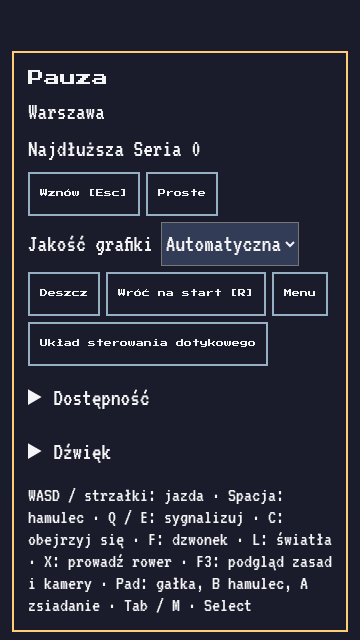 Pauza
Warszawa
Najdłuższa Seria 0
Wznów [Esc] Proste
Jakość grafiki Automatyczna
Deszcz Wróć na start [R] Menu
Układ sterowania dotykowego
Dostępność
Dźwięk
WASD / strzałki: jazda · Spacja:
hamulec · Q / E: sygnalizuj · C:
obejrzyj się · F: dzwonek · L: światła
· X: prowadź rower · F3: podgląd zasad
i kamery · Pad: gałka, B hamulec, A
zsiadanie · Tab / M · Select